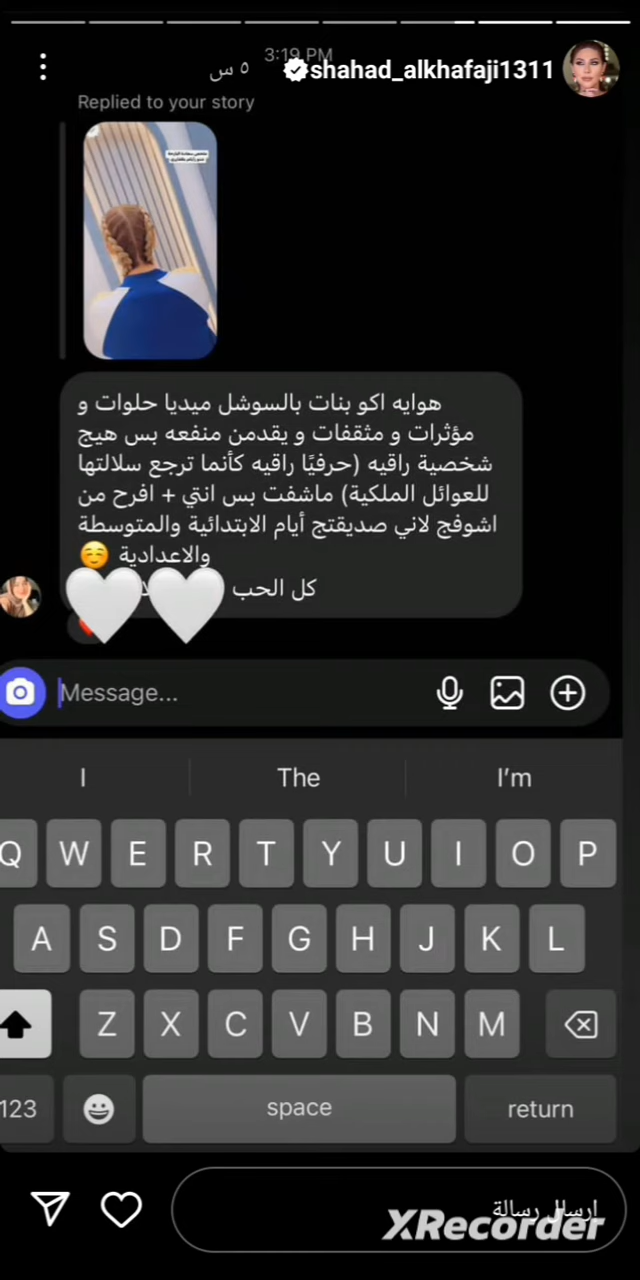 3:19 PM
٥ س
shahad_alkhafaji1311
Replied to your story
هوايه اكو بنات بالسوشل ميديا حلوات و
مؤثرات و مثقفات و يقدمن منفعه بس هيج
شخصية راقيه (حرفيًا راقيه كأنما ترجع سلالتها
للعوائل الملكية) ماشفت بس انتي + افرح من
اشوفج لاني صديقتج أيام الابتدائية والمتوسطة
والاعدادية ☺️
كل الحب
Message...
I The I'm
Q W E R T Y U I O P
A S D F G H J K L
Z X C V B N M
123 space return
إرسال رسالة
XRecorder